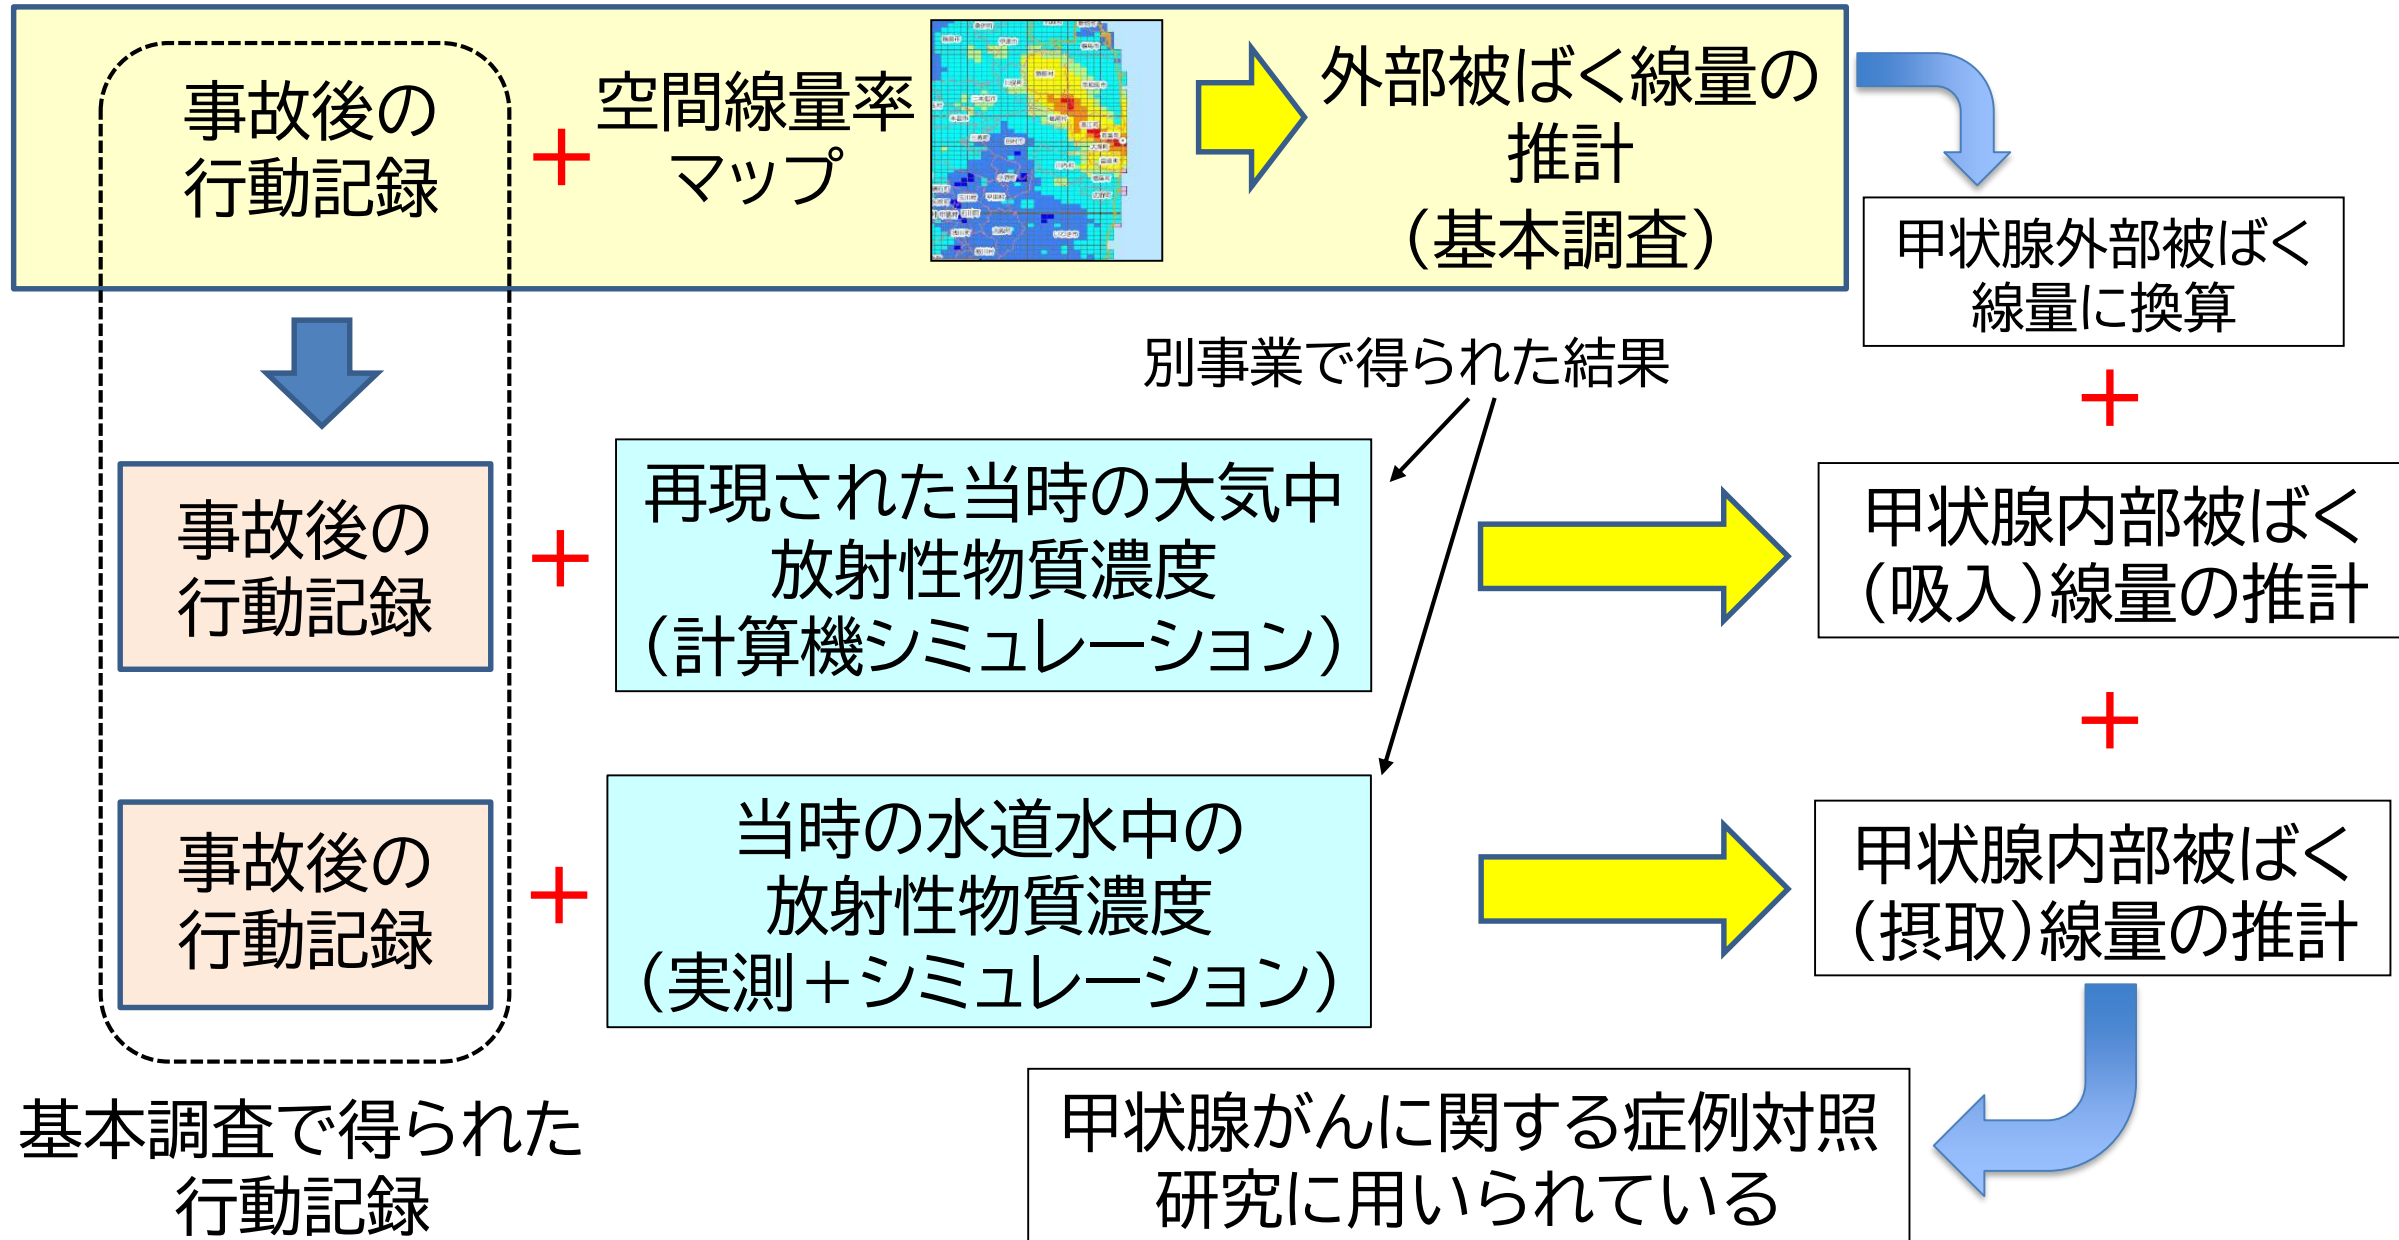 事故後の
行動記録
+
空間線量率
マップ
外部被ばく線量の
推計
（基本調査）
甲状腺外部被ばく
線量に換算
+
別事業で得られた結果
事故後の
行動記録
+
再現された当時の大気中
放射性物質濃度
（計算機シミュレーション）
甲状腺内部被ばく
（吸入）線量の推計
+
事故後の
行動記録
+
当時の水道水中の
放射性物質濃度
（実測＋シミュレーション）
甲状腺内部被ばく
（摂取）線量の推計
基本調査で得られた
行動記録
甲状腺がんに関する症例対照
研究に用いられている